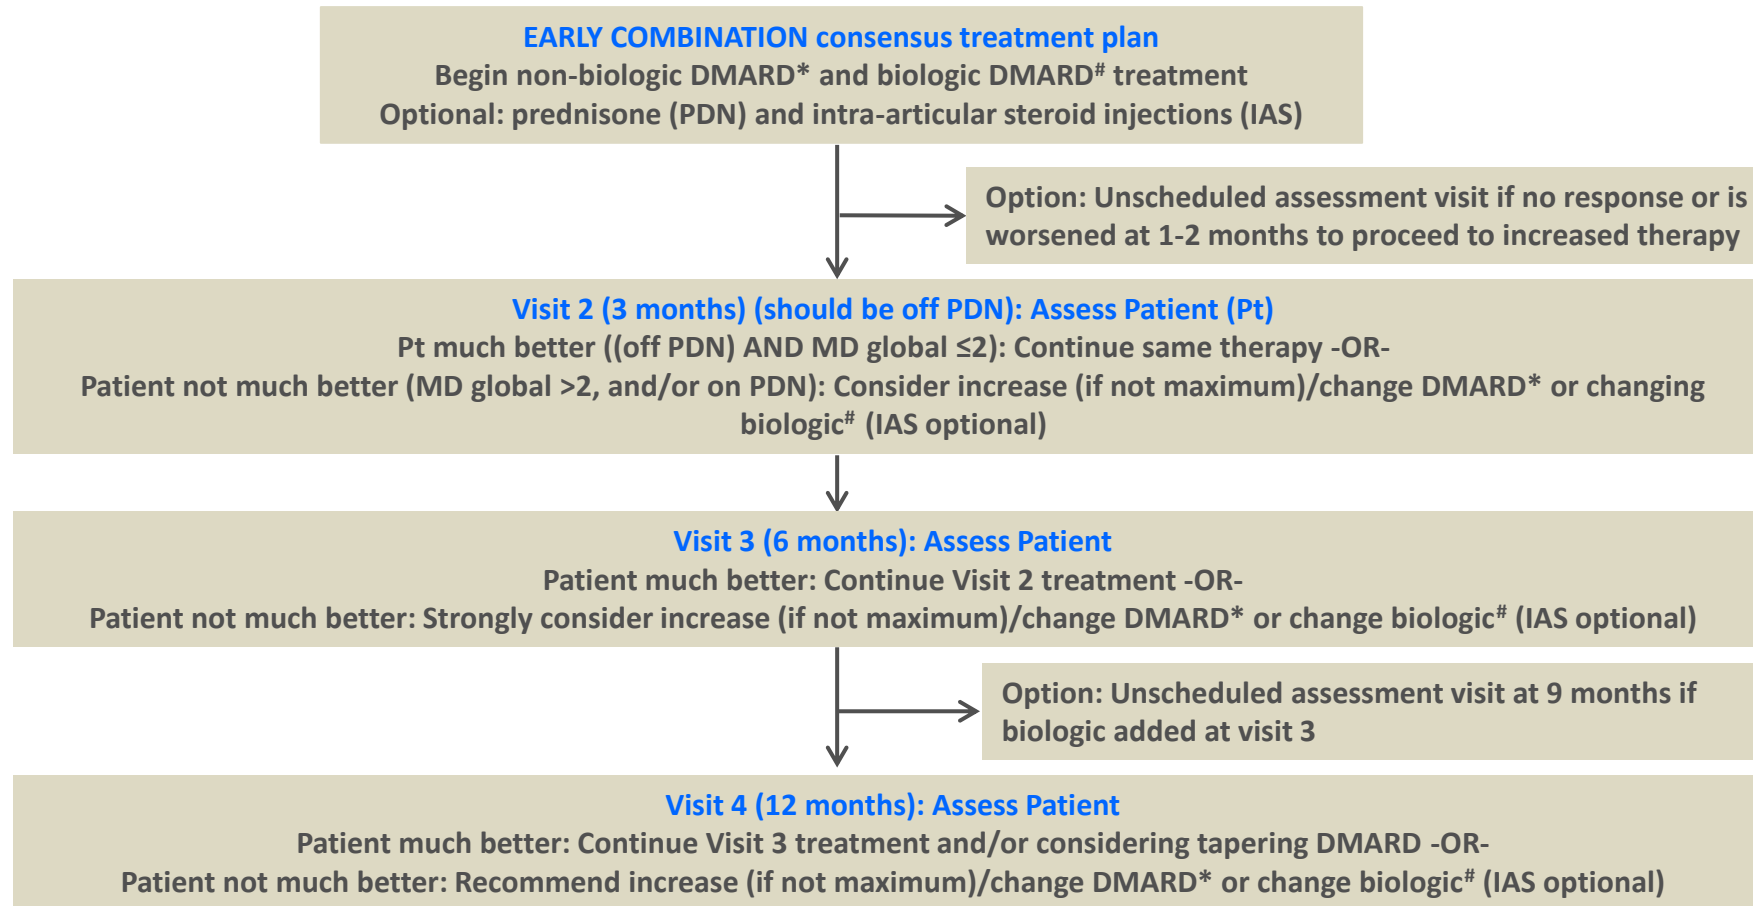 EARLY COMBINATION consensus treatment plan
Begin non-biologic DMARD* and biologic DMARD# treatment
Optional: prednisone (PDN) and intra-articular steroid injections (IAS)
Option: Unscheduled assessment visit if no response or is
worsened at 1-2 months to proceed to increased therapy
Visit 2 (3 months) (should be off PDN): Assess Patient (Pt)
Pt much better ((off PDN) AND MD global ≤2): Continue same therapy -OR-
Patient not much better (MD global >2, and/or on PDN): Consider increase (if not maximum)/change DMARD* or changing
biologic# (IAS optional)
Visit 3 (6 months): Assess Patient
Patient much better: Continue Visit 2 treatment -OR-
Patient not much better: Strongly consider increase (if not maximum)/change DMARD* or change biologic# (IAS optional)
Option: Unscheduled assessment visit at 9 months if
biologic added at visit 3
Visit 4 (12 months): Assess Patient
Patient much better: Continue Visit 3 treatment and/or considering tapering DMARD -OR-
Patient not much better: Recommend increase (if not maximum)/change DMARD* or change biologic# (IAS optional)